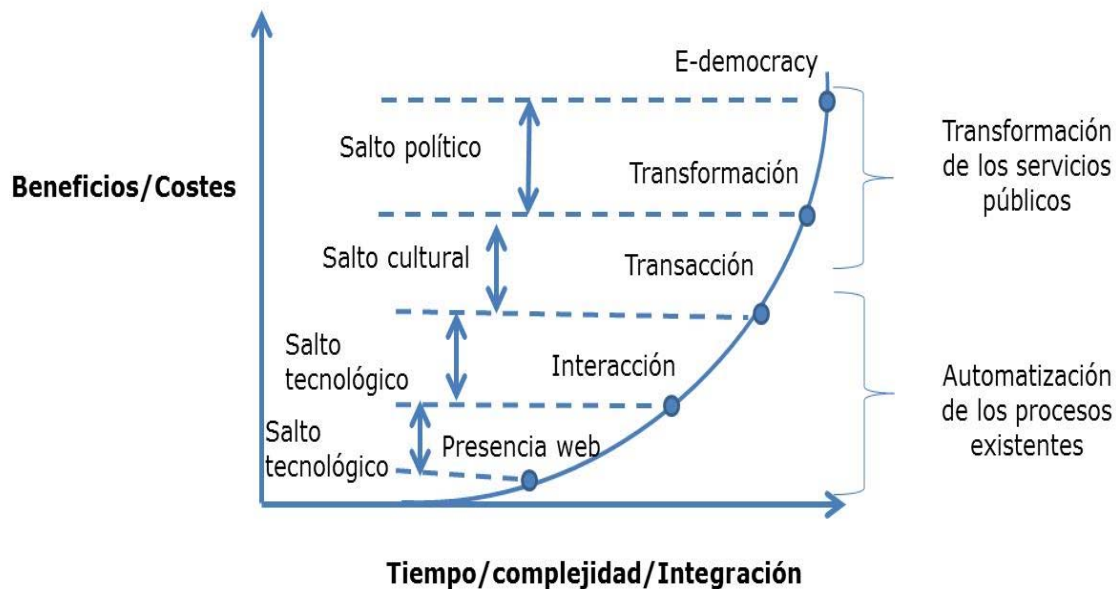 E-democracy
Salto político
Transformación
Transformación
de los servicios
públicos
Beneficios/Costes
Salto cultural
Transacción
Salto
tecnológico
Interacción
Automatización
de los procesos
existentes
Salto
tecnológico
Presencia web
Tiempo/complejidad/Integración